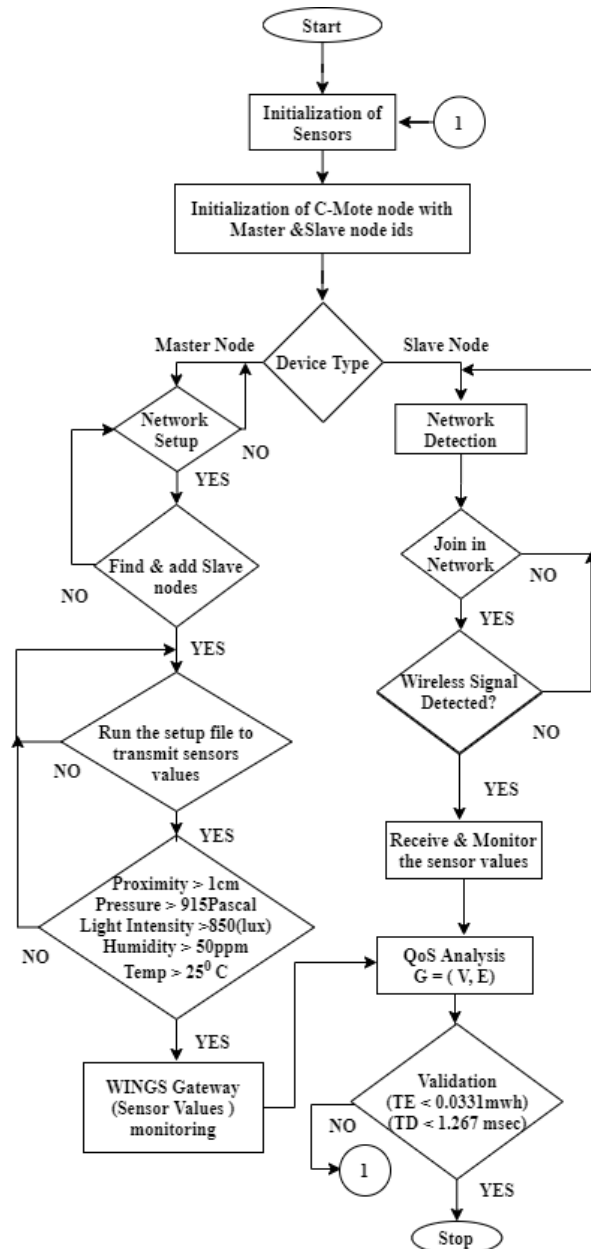 Start
Initialization of
Sensors
1
Initialization of C-Mote node with
Master &Slave node ids
Master Node
Device Type
Slave Node
Network
Setup
NO
YES
Find & add Slave
nodes
NO
YES
Run the setup file to
transmit sensors
values
NO
YES
Proximity > 1cm
Pressure > 915Pascal
Light Intensity >850(lux)
Humidity > 50ppm
Temp > 25⁰ C
NO
YES
WINGS Gateway
(Sensor Values )
monitoring
Network
Detection
YES
Join in
Network
NO
YES
Wireless Signal
Detected?
NO
YES
Receive & Monitor
the sensor values
QoS Analysis
G = ( V, E)
Validation
(TE < 0.0331mwh)
(TD < 1.267 msec)
NO
1
YES
Stop